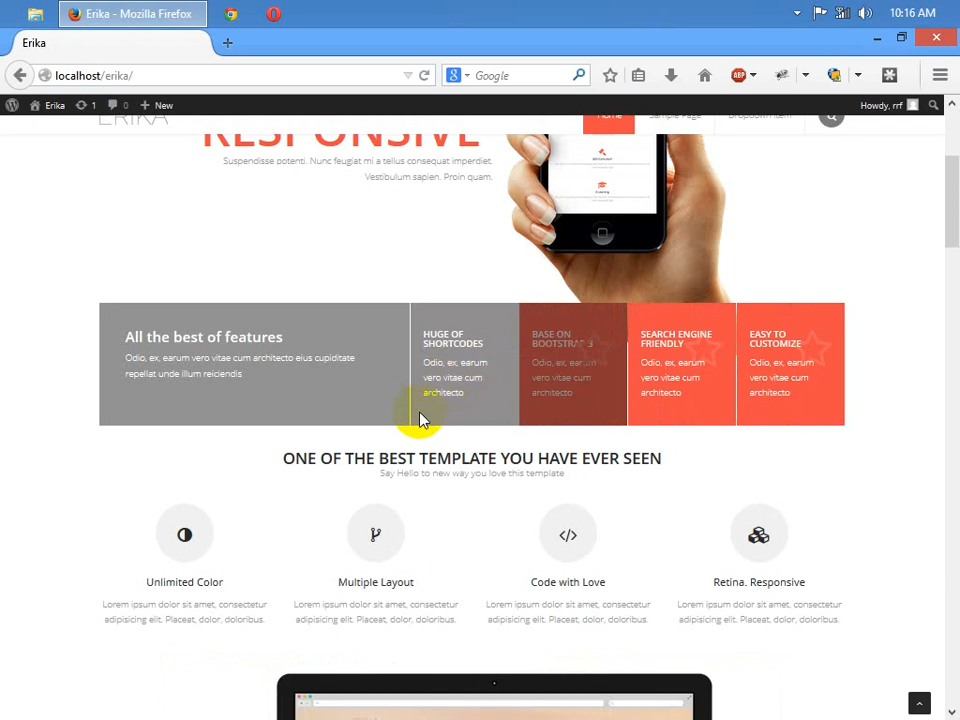 Erika - Mozilla Firefox
10:16 AM
Erika
localhost/erika/
Google
ABP
Erika
1
0
New
Howdy, rrf
ERIKA
Home
Sample Page
Dropdown Item
RESPONSIVE
Suspendisse potenti. Nunc feugiat mi a tellus consequat imperdiet.
Vestibulum sapien. Proin quam.
All the best of features
Odio, ex, earum vero vitae cum architecto eius cupiditate
repellat unde illum reiciendis
HUGE OF
SHORTCODES
Odio, ex, earum
vero vitae cum
architecto
BASE ON
BOOTSTRAP 3
Odio, ex, earum
vero vitae cum
architecto
SEARCH ENGINE
FRIENDLY
Odio, ex, earum
vero vitae cum
architecto
EASY TO
CUSTOMIZE
Odio, ex, earum
vero vitae cum
architecto
ONE OF THE BEST TEMPLATE YOU HAVE EVER SEEN
Say Hello to new way you love this template
Unlimited Color
Lorem ipsum dolor sit amet, consectetur
adipisicing elit. Placeat, dolor, doloribus.
Multiple Layout
Lorem ipsum dolor sit amet, consectetur
adipisicing elit. Placeat, dolor, doloribus.
Code with Love
Lorem ipsum dolor sit amet, consectetur
adipisicing elit. Placeat, dolor, doloribus.
Retina. Responsive
Lorem ipsum dolor sit amet, consectetur
adipisicing elit. Placeat, dolor, doloribus.